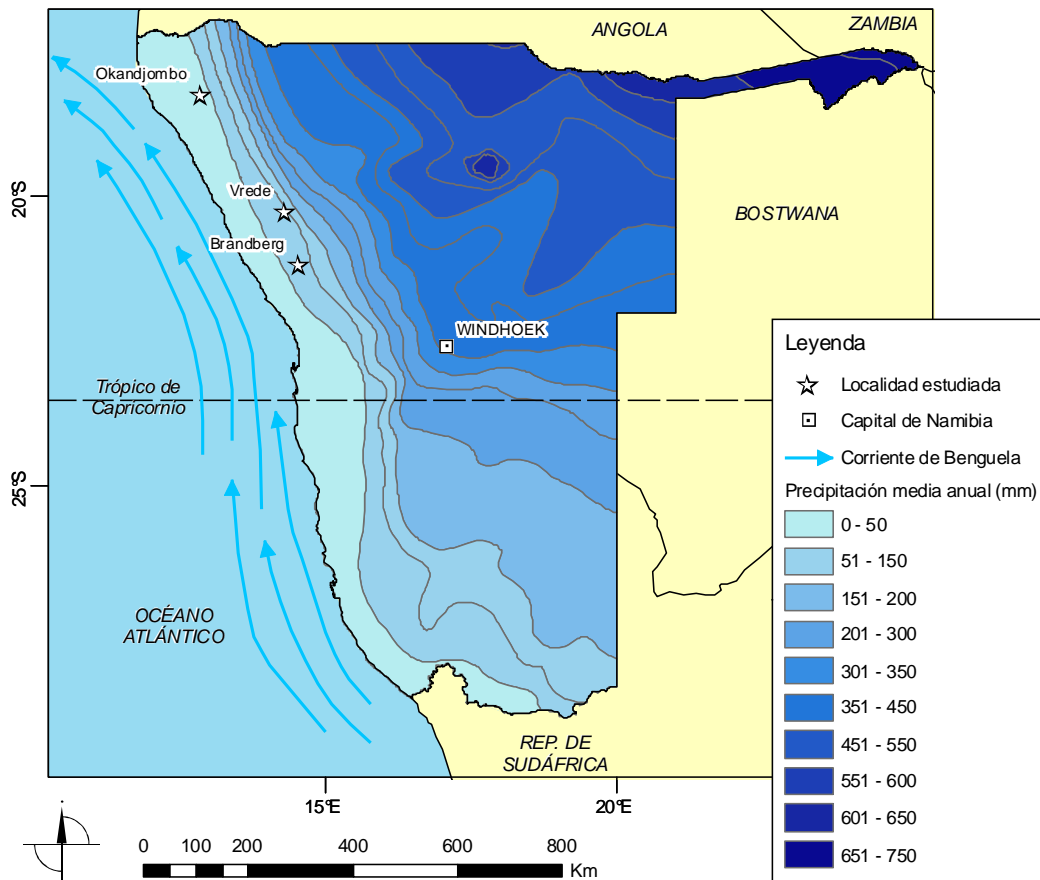 ANGOLA
ZAMBIA
Okandjombo
20°S
Vrede
BOSTWANA
Brandberg
WINDHOEK
Trópico de
Capricornio
25°S
OCÉANO
ATLÁNTICO
REP. DE
SUDÁFRICA
15°E
20°E
0 100 200 400 600 800
Km
Leyenda
Localidad estudiada
Capital de Namibia
Corriente de Benguela
Precipitación media anual (mm)
0 - 50
51 - 150
151 - 200
201 - 300
301 - 350
351 - 450
451 - 550
551 - 600
601 - 650
651 - 750